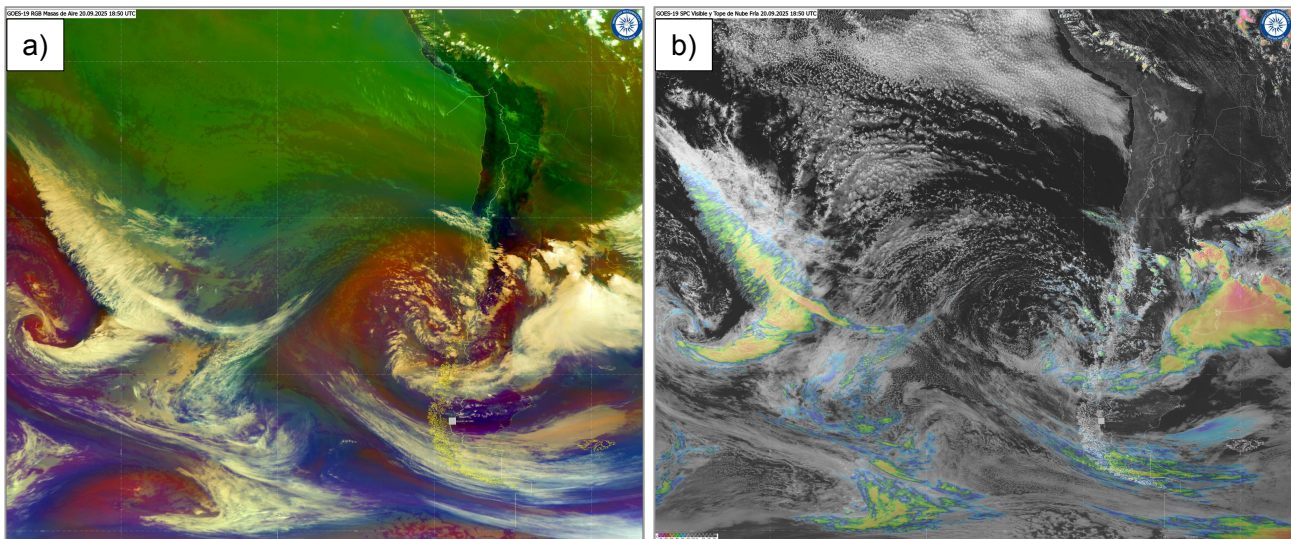 GOES-19 RGB Masas de Aire 20.09.2025 18:50 UTC
a)
GOES-19 SPC Visible y Tope de Nube Fría 20.09.2025 18:50 UTC
b)